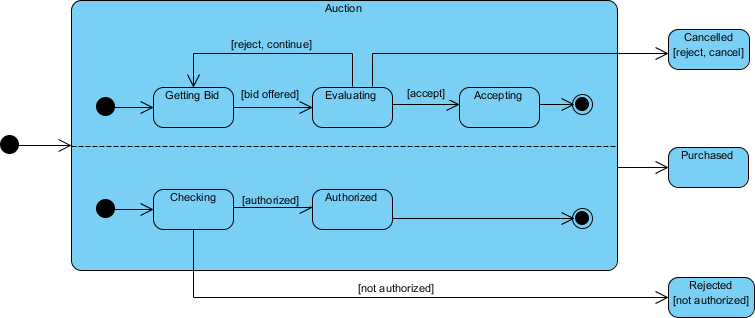 Auction
[reject, continue]
Cancelled
[reject, cancel]
Getting Bid
[bid offered]
Evaluating
[accept]
Accepting
Purchased
Checking
[authorized]
Authorized
[not authorized]
Rejected
[not authorized]